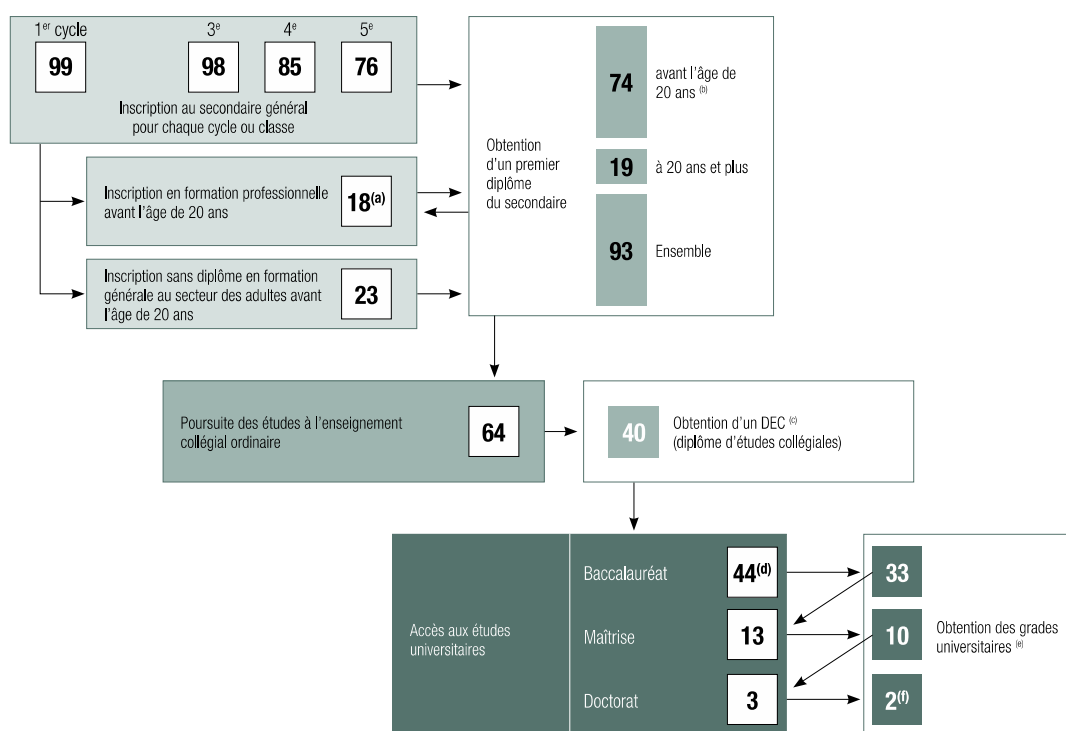 1er cycle 3e 4e 5e
99 98 85 76
Inscription au secondaire général
pour chaque cycle ou classe
Inscription en formation professionnelle
avant l'âge de 20 ans
18(a)
Inscription sans diplôme en formation
générale au secteur des adultes avant
l'âge de 20 ans
23
Obtention
d'un premier
diplôme
du secondaire
74
avant l'âge de
20 ans (b)
19
à 20 ans et plus
93
Ensemble
Poursuite des études à l'enseignement
collégial ordinaire
64
40
Obtention d'un DEC (c)
(diplôme d'études collégiales)
Accès aux études
universitaires
Baccalauréat 44(d) 33
Maîtrise 13 10
Doctorat 3 2(f)
Obtention des grades
universitaires (e)